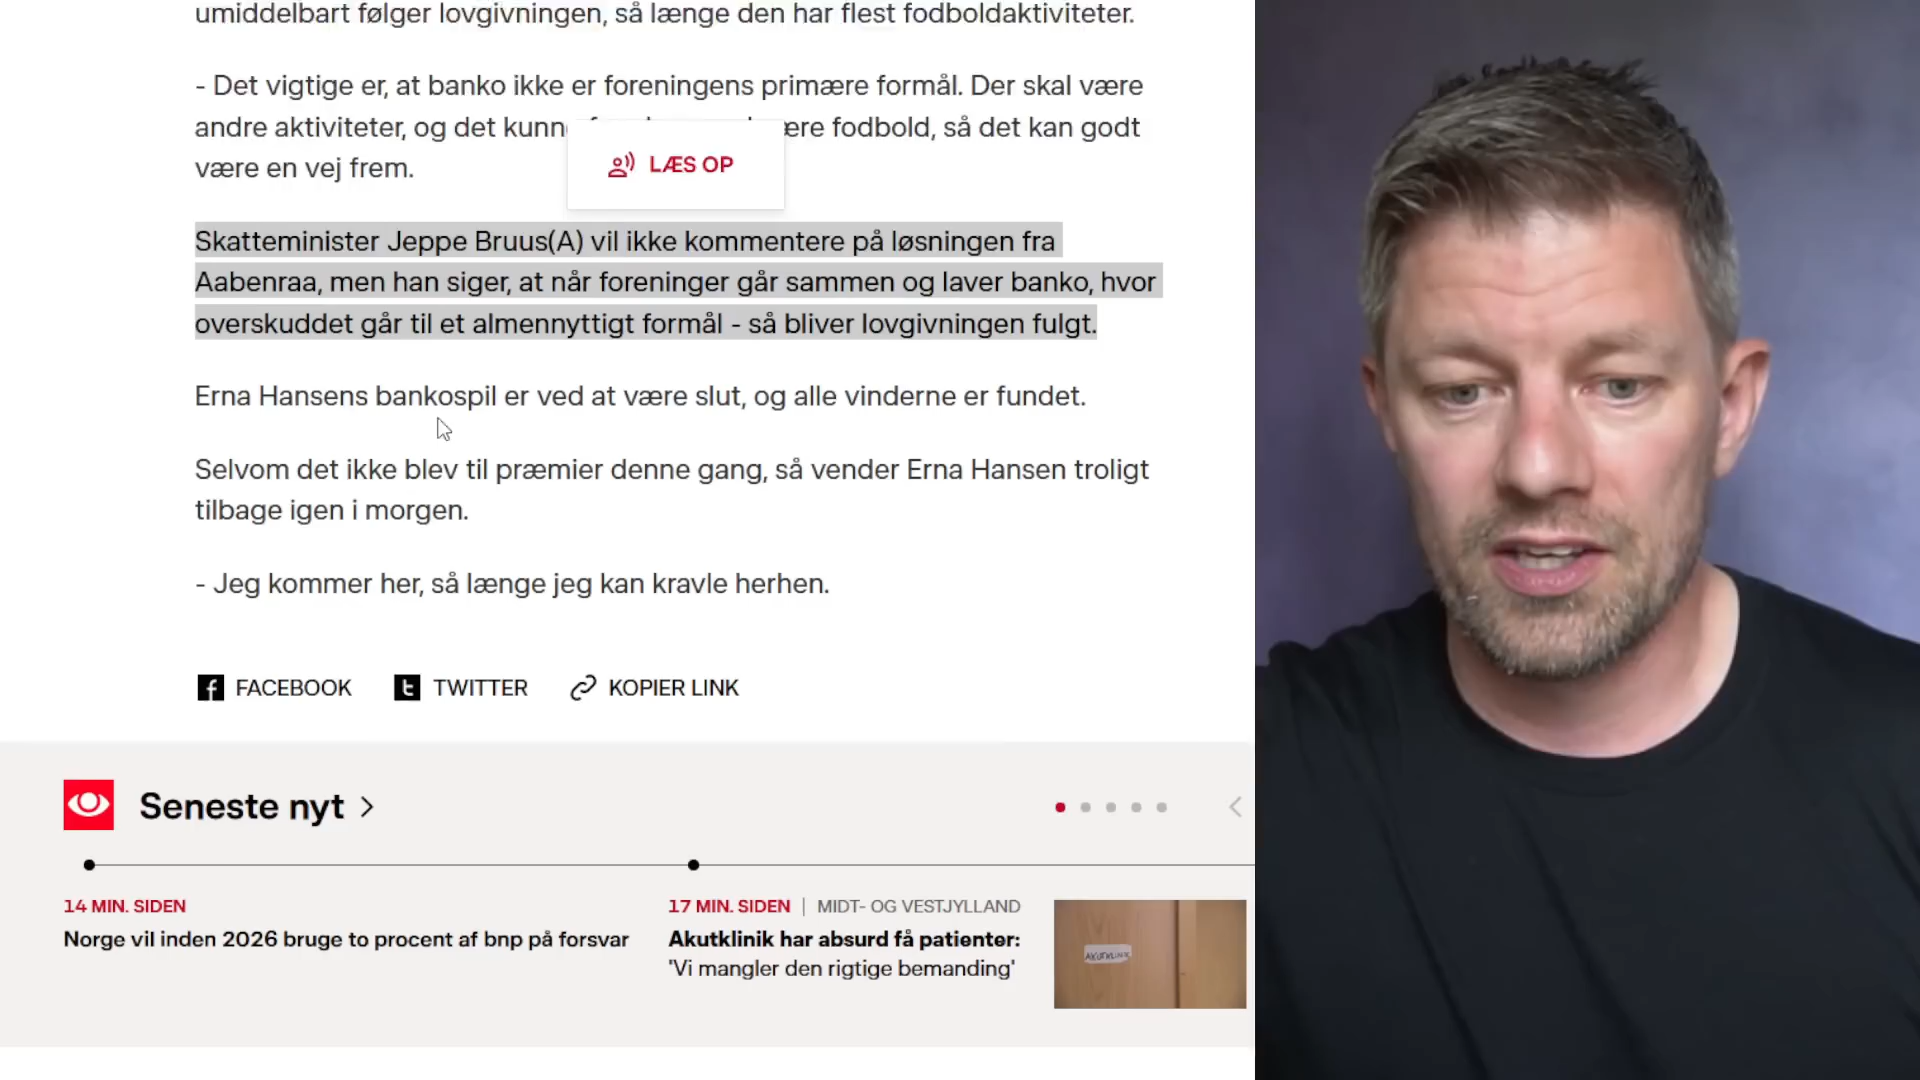 umiddelbart følger lovgivningen, så længe den har flest fodboldaktiviteter.
- Det vigtige er, at banko ikke er foreningens primære formål. Der skal være
andre aktiviteter, og det kunne være fodbold, så det kan godt
være en vej frem.
LÆS OP
Skatteminister Jeppe Bruus(A) vil ikke kommentere på løsningen fra
Aabenraa, men han siger, at når foreninger går sammen og laver banko, hvor
overskuddet går til et almennyttigt formål - så bliver lovgivningen fulgt.
Erna Hansens bankospil er ved at være slut, og alle vinderne er fundet.
Selvom det ikke blev til præmier denne gang, så vender Erna Hansen troligt
tilbage igen i morgen.
- Jeg kommer her, så længe jeg kan kravle herhen.
FACEBOOK TWITTER KOPIER LINK
Seneste nyt
14 MIN. SIDEN
Norge vil inden 2026 bruge to procent af bnp på forsvar
17 MIN. SIDEN | MIDT- OG VESTJYLLAND
Akutklinik har absurd få patienter:
'Vi mangler den rigtige bemanding'
AKUTKLINIK